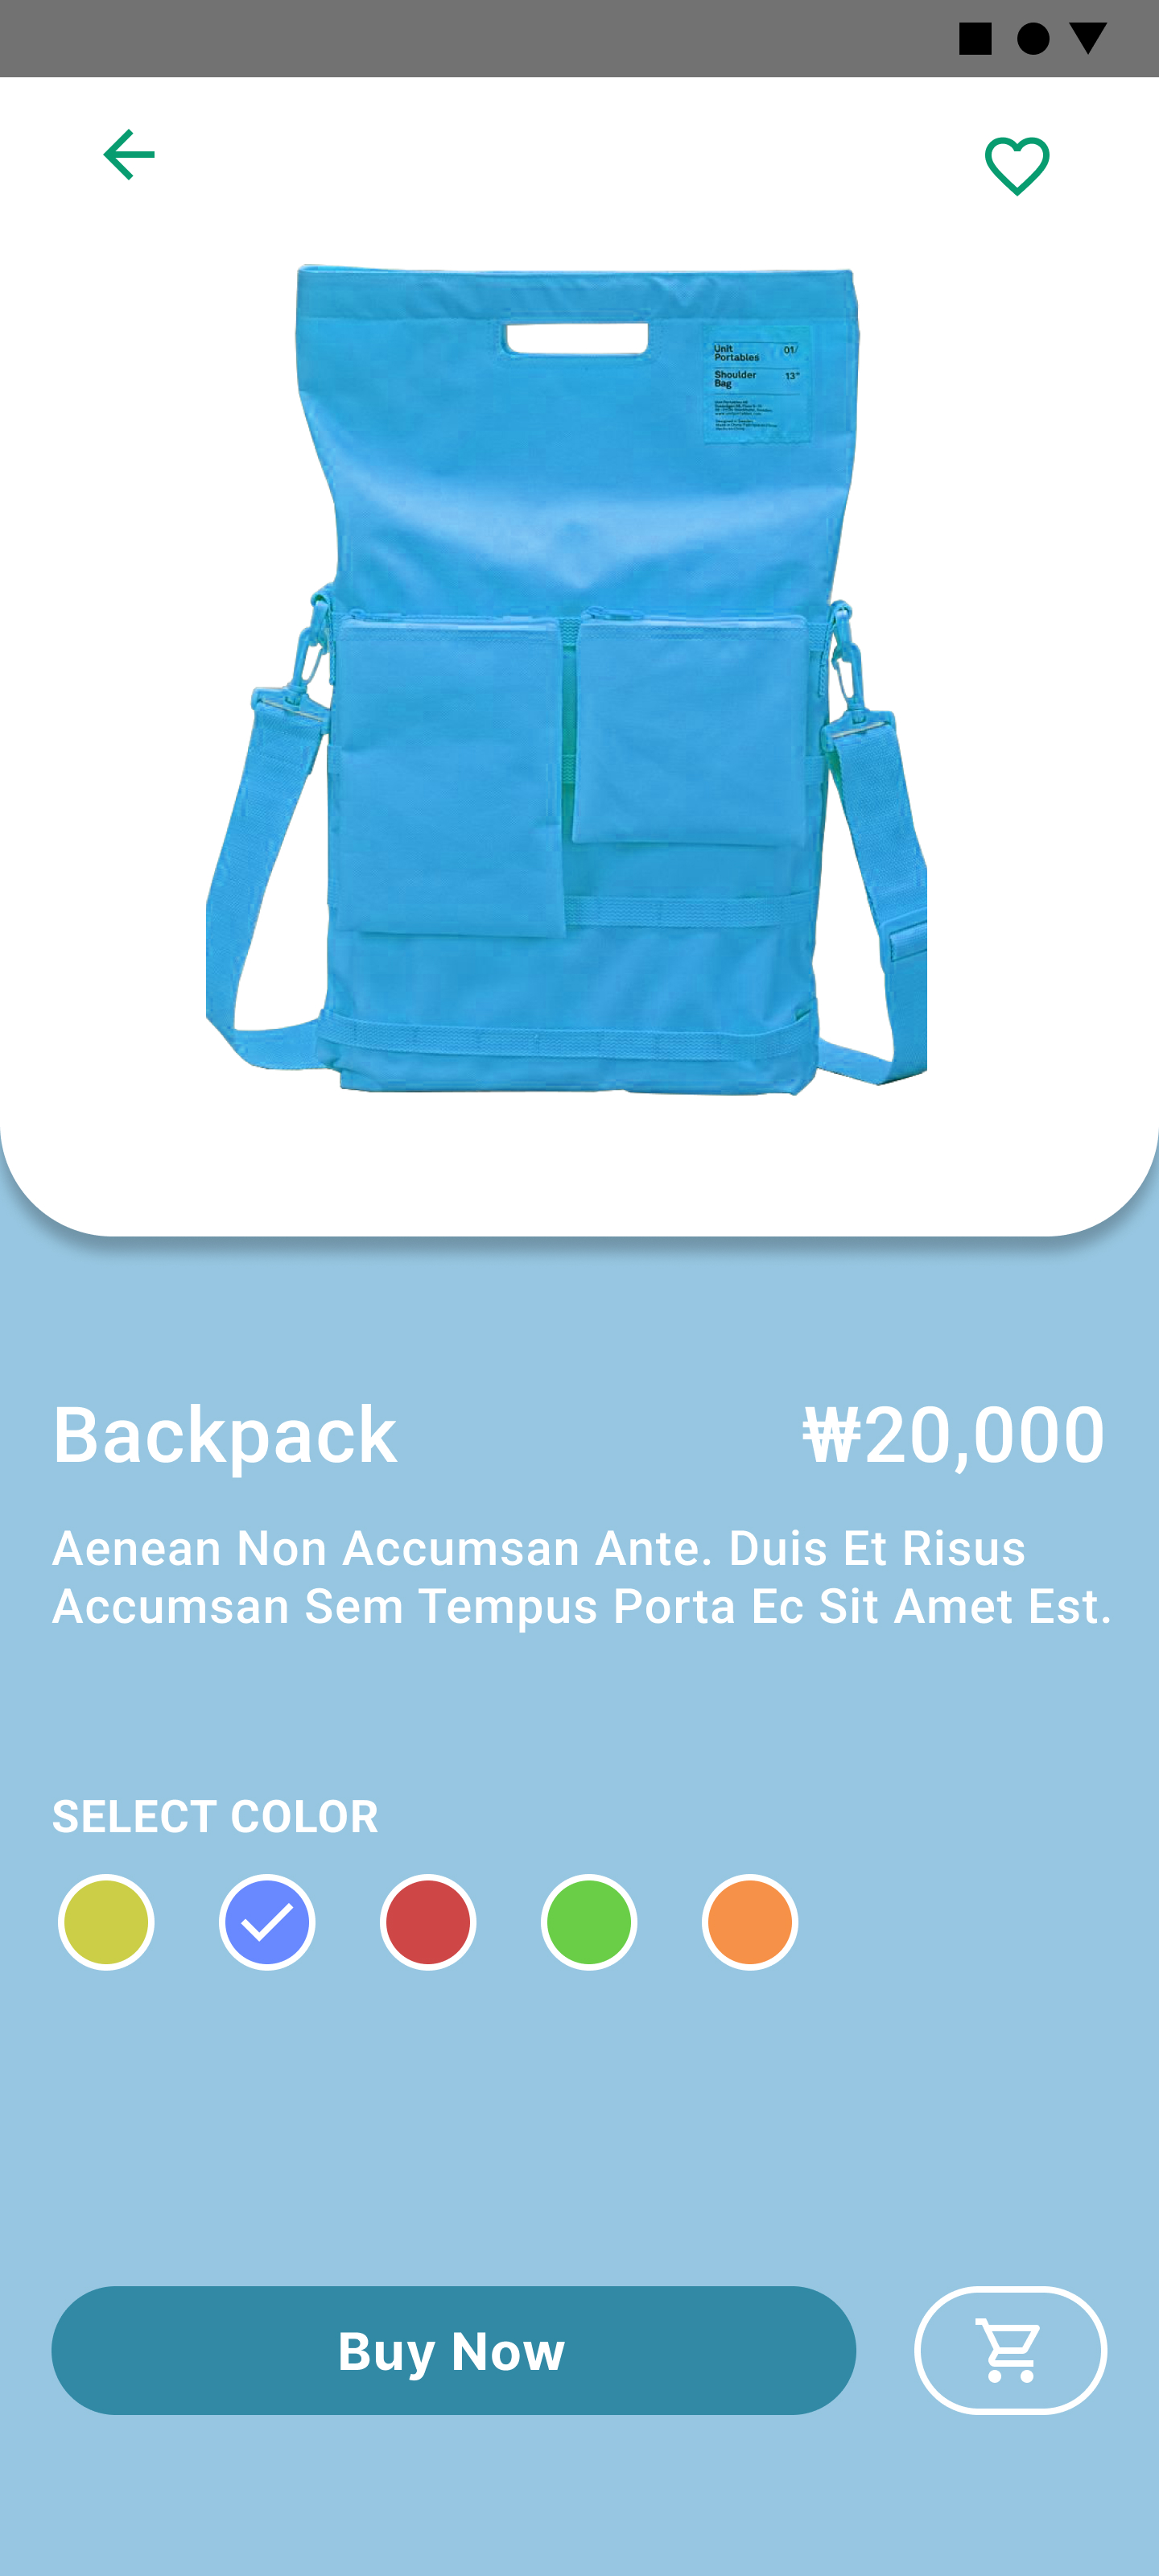 Unit 01/
Portables
Shoulder 13"
Bag
Backpack ₩20,000
Aenean Non Accumsan Ante. Duis Et Risus
Accumsan Sem Tempus Porta Ec Sit Amet Est.
SELECT COLOR
Buy Now